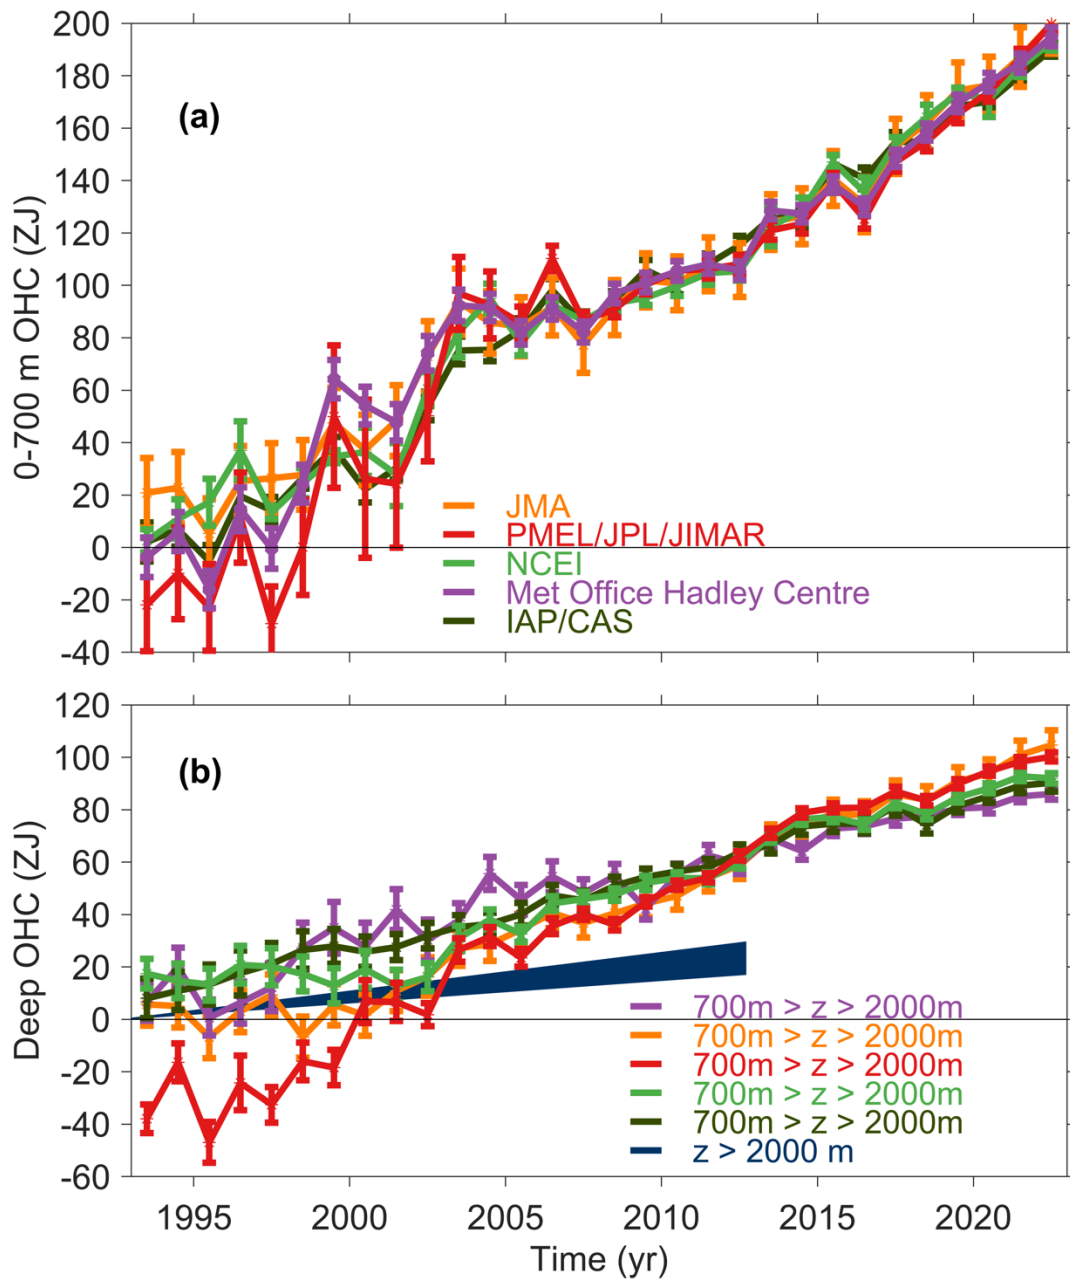 200
180
160
140
120
100
80
60
40
20
0
-20
-40
0-700 m OHC (ZJ)
(a)
JMA
PMEL/JPL/JIMAR
NCEI
Met Office Hadley Centre
IAP/CAS
120
100
80
60
40
20
0
-20
-40
-60
Deep OHC (ZJ)
(b)
700m > z > 2000m
700m > z > 2000m
700m > z > 2000m
700m > z > 2000m
700m > z > 2000m
z > 2000 m
1995 2000 2005 2010 2015 2020
Time (yr)